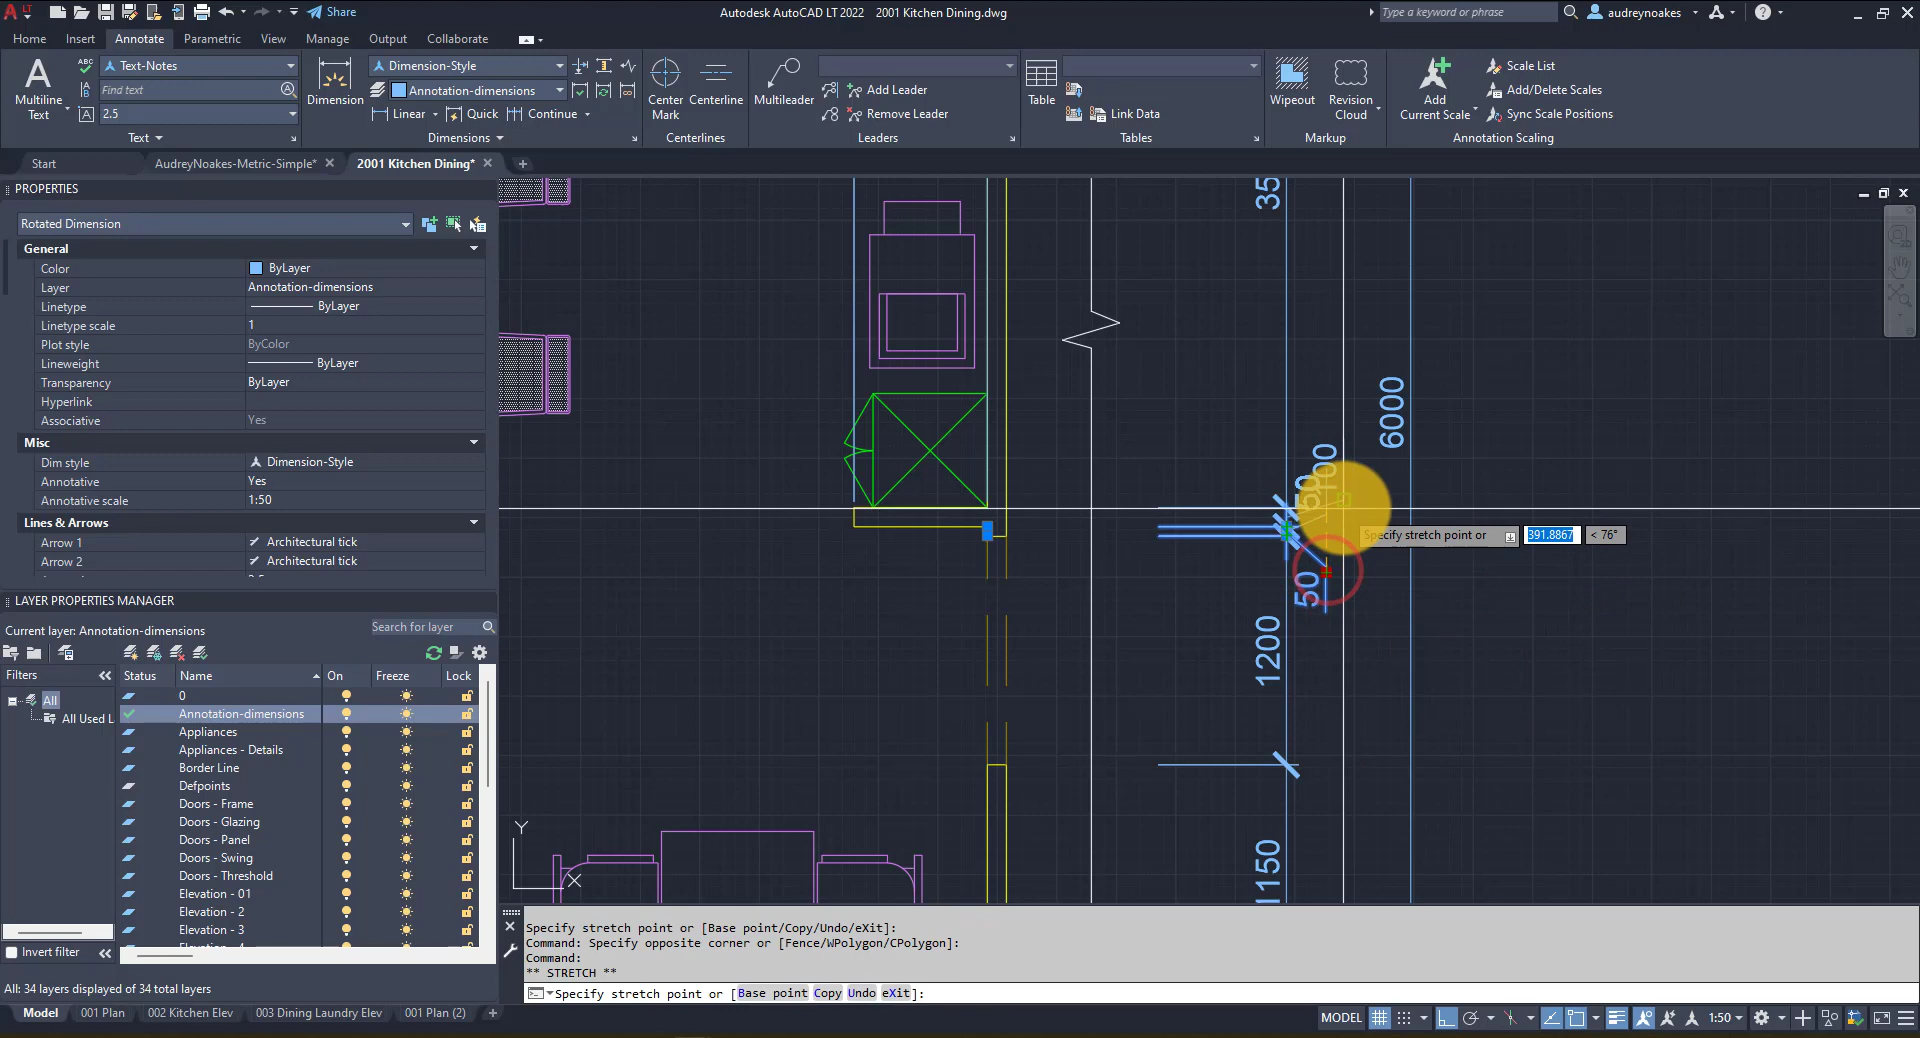 LT
Share
Autodesk AutoCAD LT 2022 2001 Kitchen Dining.dwg
Type a keyword or phrase
audreynoakes
Home Insert Annotate Parametric View Manage Output Collaborate
Multiline Text
ABC
Text-Notes
Find text
2.5
Text
Dimension
Dimension-Style
Annotation-dimensions
Linear Quick Continue
Dimensions
Center Mark
Centerline
Centerlines
Multileader
Add Leader
Remove Leader
Leaders
Table
Link Data
Tables
Wipeout
Revision Cloud
Markup
Add Current Scale
Scale List
Add/Delete Scales
Sync Scale Positions
Annotation Scaling
Start AudreyNoakes-Metric-Simple* 2001 Kitchen Dining*
PROPERTIES
Rotated Dimension
General
Color ByLayer
Layer Annotation-dimensions
Linetype ByLayer
Linetype scale 1
Plot style ByColor
Lineweight ByLayer
Transparency ByLayer
Hyperlink
Associative Yes
Misc
Dim style Dimension-Style
Annotative Yes
Annotative scale 1:50
Lines & Arrows
Arrow 1 Architectural tick
Arrow 2 Architectural tick
LAYER PROPERTIES MANAGER
Current layer: Annotation-dimensions
Search for layer
Filters
Status Name On Freeze Lock
All
All Used L
0
Annotation-dimensions
Appliances
Appliances - Details
Border Line
Defpoints
Doors - Frame
Doors - Glazing
Doors - Panel
Doors - Swing
Doors - Threshold
Elevation - 01
Elevation - 2
Elevation - 3
Invert filter
All: 34 layers displayed of 34 total layers
35
6000
50
1200
1150
Y
X
Specify stretch point or 391.8867 < 76°
Specify stretch point or [Base point/Copy/Undo/eXit]:
Command: Specify opposite corner or [Fence/WPolygon/CPolygon]:
Command:
** STRETCH **
Specify stretch point or [Base point Copy Undo eXit]:
Model 001 Plan 002 Kitchen Elev 003 Dining Laundry Elev 001 Plan (2)
MODEL
1:50